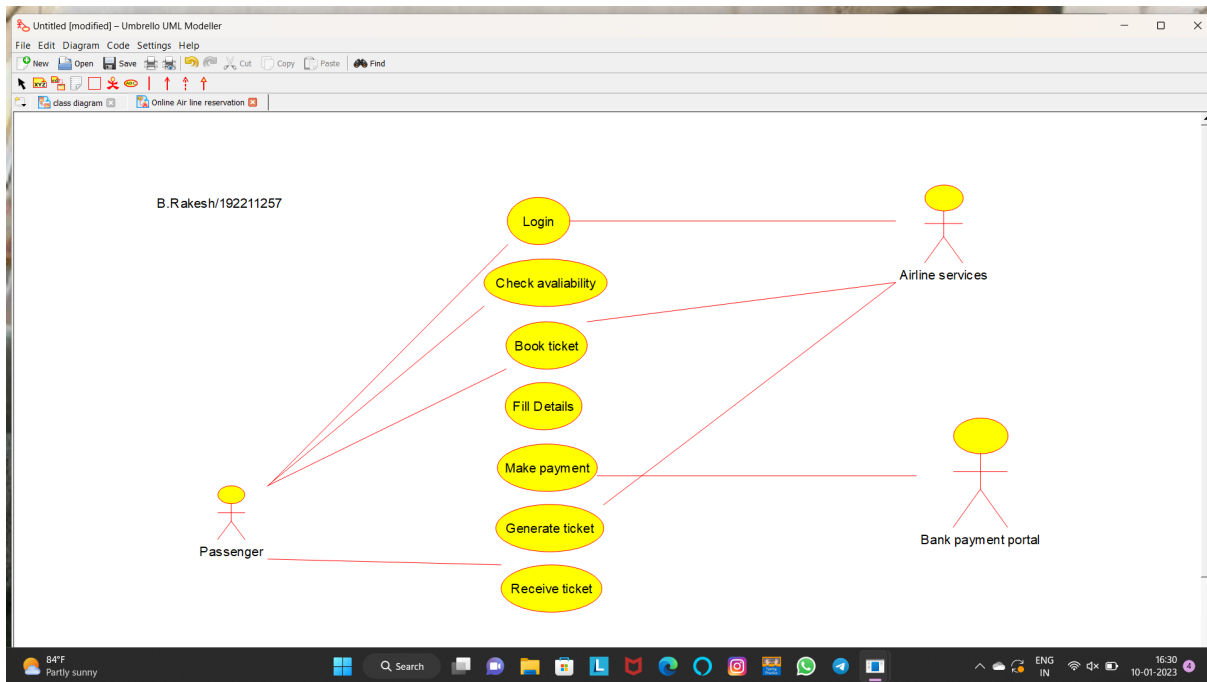 Untitled [modified] – Umbrello UML Modeller
File Edit Diagram Code Settings Help
New Open Save Cut Copy Paste Find
class diagram Online Air line reservation
B.Rakesh/192211257
Login
Airline services
Check avaliability
Book ticket
Fill Details
Make payment
Generate ticket
Bank payment portal
Passenger
Receive ticket
84°F
Partly sunny
Search
ENG
IN
16:30
10-01-2023
4